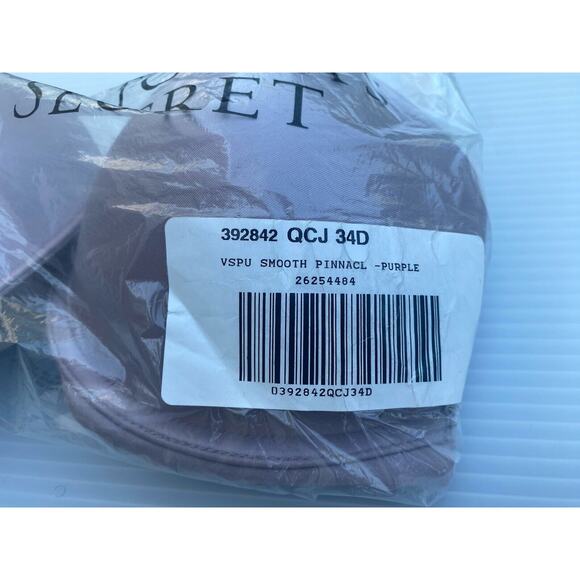 SECRET
392842 QCJ 34D
VSPU SMOOTH PINNACL -PURPLE
26254484
0392842QCJ34D